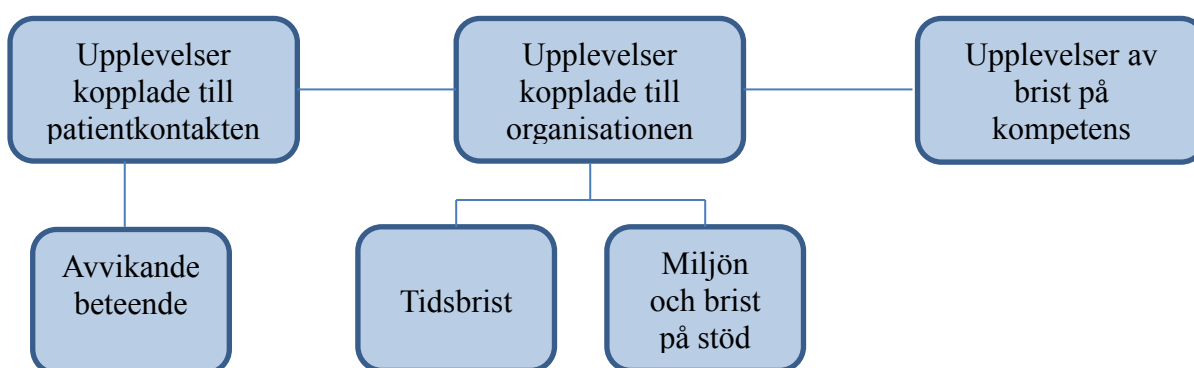 Upplevelser
kopplade till
patientkontakten
Upplevelser
kopplade till
organisationen
Upplevelser av
brist på
kompetens
Avvikande
beteende
Tidsbrist
Miljön
och brist
på stöd